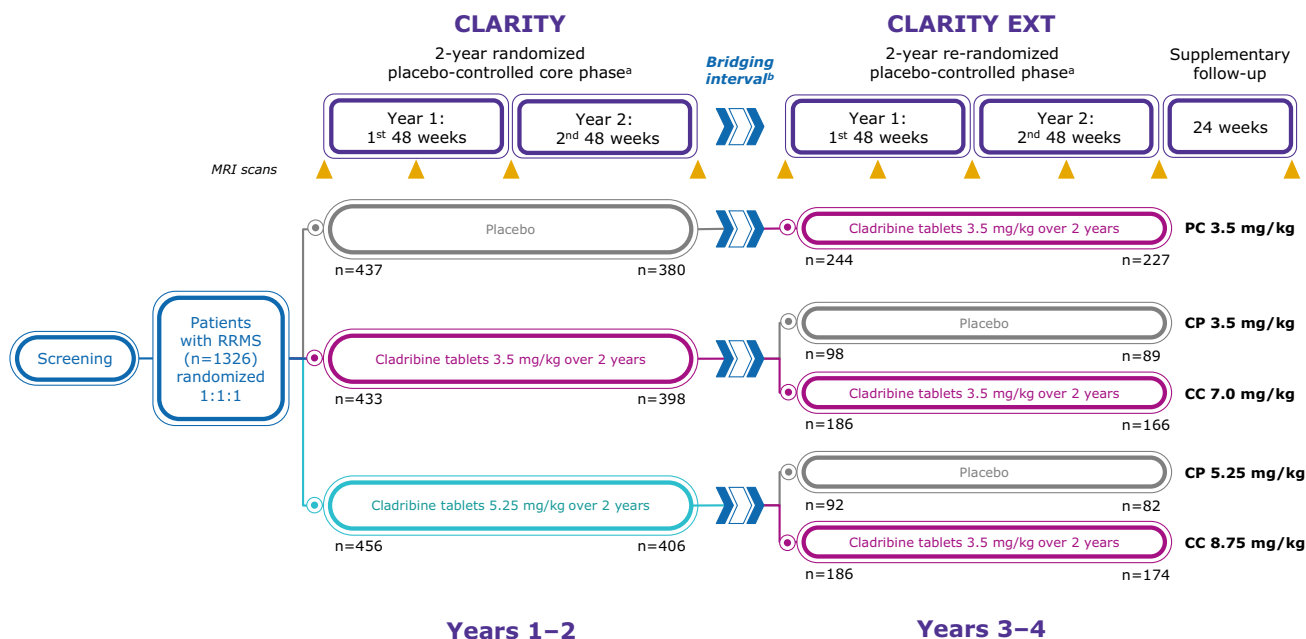 CLARITY
CLARITY EXT
2-year randomized
placebo-controlled core phaseᵃ
Bridging
intervalᵇ
2-year re-randomized
placebo-controlled phaseᵃ
Supplementary
follow-up
Year 1:
1st 48 weeks
Year 2:
2nd 48 weeks
Year 1:
1st 48 weeks
Year 2:
2nd 48 weeks
24 weeks
MRI scans
Placebo
n=437
n=380
Cladribine tablets 3.5 mg/kg over 2 years
n=244
n=227
PC 3.5 mg/kg
Screening
Patients
with RRMS
(n=1326)
randomized
1:1:1
Cladribine tablets 3.5 mg/kg over 2 years
n=433
n=398
Placebo
n=98
n=89
CP 3.5 mg/kg
Cladribine tablets 3.5 mg/kg over 2 years
n=186
n=166
CC 7.0 mg/kg
Cladribine tablets 5.25 mg/kg over 2 years
n=456
n=406
Placebo
n=92
n=82
CP 5.25 mg/kg
Cladribine tablets 3.5 mg/kg over 2 years
n=186
n=174
CC 8.75 mg/kg
Years 1–2
Years 3–4